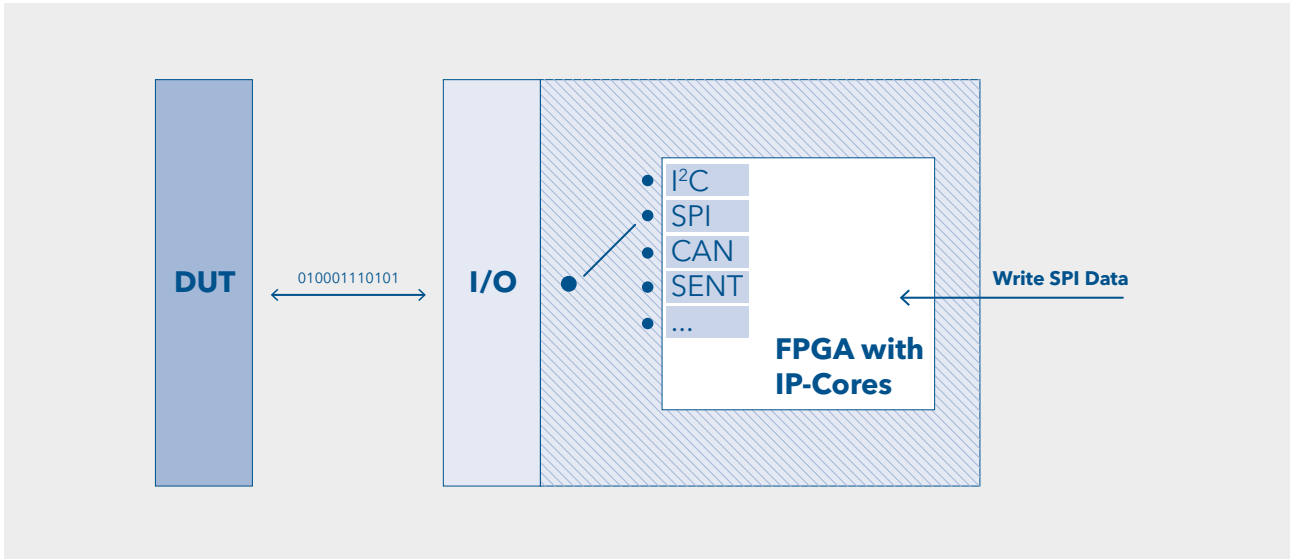 DUT
010001110101
I/O
I²C
SPI
CAN
SENT
...
FPGA with
IP-Cores
Write SPI Data